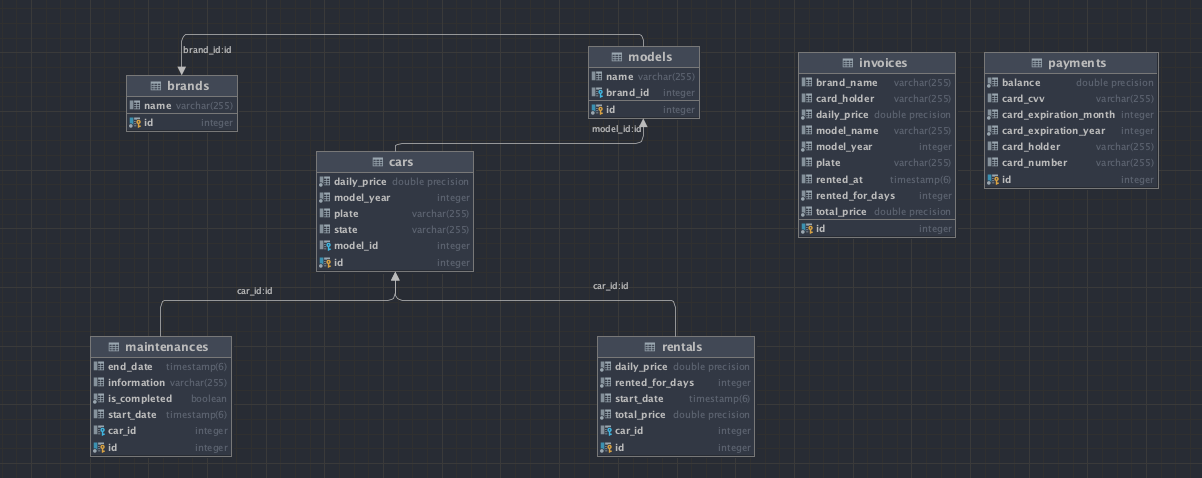 brand_id:id
brands
name varchar(255)
id integer
models
name varchar(255)
brand_id integer
id integer
model_id:id
invoices
brand_name varchar(255)
card_holder varchar(255)
daily_price double precision
model_name varchar(255)
model_year integer
plate varchar(255)
rented_at timestamp(6)
rented_for_days integer
total_price double precision
id integer
payments
balance double precision
card_cvv varchar(255)
card_expiration_month integer
card_expiration_year integer
card_holder varchar(255)
card_number varchar(255)
id integer
cars
daily_price double precision
model_year integer
plate varchar(255)
state varchar(255)
model_id integer
id integer
car_id:id
car_id:id
maintenances
end_date timestamp(6)
information varchar(255)
is_completed boolean
start_date timestamp(6)
car_id integer
id integer
rentals
daily_price double precision
rented_for_days integer
start_date timestamp(6)
total_price double precision
car_id integer
id integer